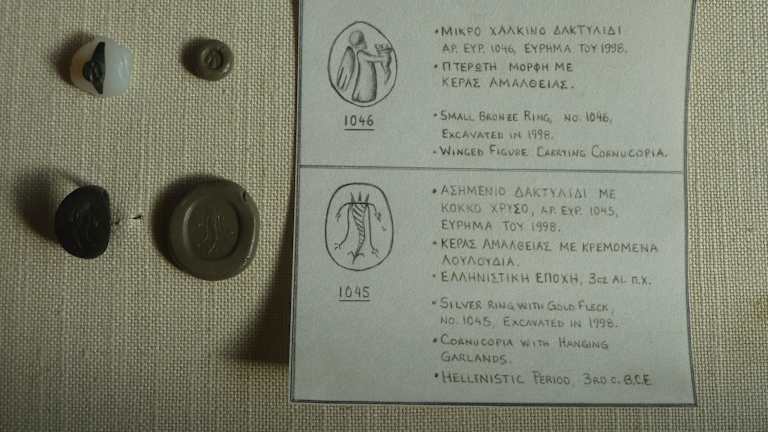 • ΜΙΚΡΟ ΧΑΛΚΙΝΟ ΔΑΚΤΥΛΙΔΙ
ΑΡ. ΕΥΡ. 1046, ΕΥΡΗΜΑ ΤΟΥ 1998.
• ΠΤΕΡΩΤΗ ΜΟΡΦΗ ΜΕ
ΚΕΡΑΣ ΑΜΑΛΘΕΙΑΣ.
1046
• SMALL BRONZE RING, NO. 1046,
EXCAVATED IN 1998.
• WINGED FIGURE CARRYING CORNUCOPIA.
• ΑΣΗΜΕΝΙΟ ΔΑΚΤΥΛΙΔΙ ΜΕ
ΚΟΚΚΟ ΧΡΥΣΟ, ΑΡ. ΕΥΡ. 1045,
ΕΥΡΗΜΑ ΤΟΥ 1998.
• ΚΕΡΑΣ ΑΜΑΛΘΕΙΑΣ ΜΕ ΚΡΕΜΟΜΕΝΑ
ΛΟΥΛΟΥΔΙΑ.
• ΕΛΛΗΝΙΣΤΙΚΗ ΕΠΟΧΗ, 3ος ΑΙ. Π.Χ.
1045
• SILVER RING WITH GOLD FLECK,
NO. 1045, EXCAVATED IN 1998.
• CORNUCOPIA WITH HANGING
GARLANDS.
• HELLENISTIC PERIOD, 3RD C. B.C.E.